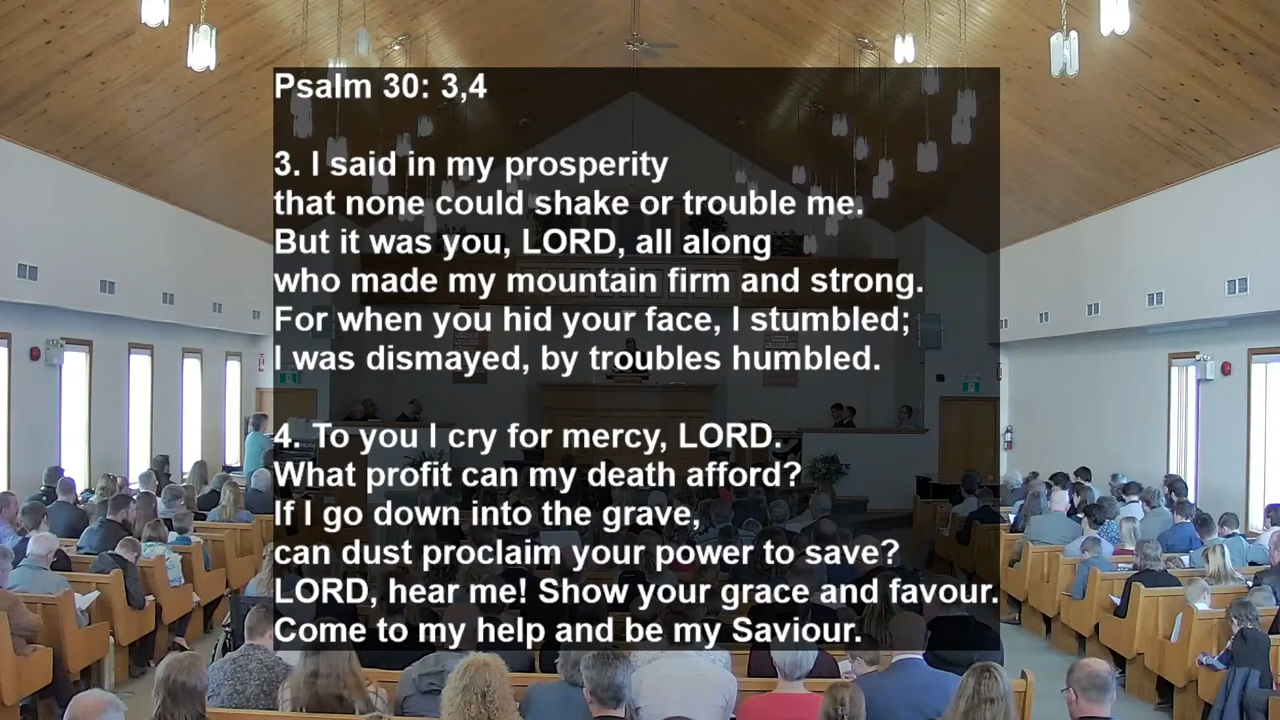 Psalm 30: 3,4
3. I said in my prosperity
that none could shake or trouble me.
But it was you, LORD, all along
who made my mountain firm and strong.
For when you hid your face, I stumbled;
I was dismayed, by troubles humbled.
4. To you I cry for mercy, LORD.
What profit can my death afford?
If I go down into the grave,
can dust proclaim your power to save?
LORD, hear me! Show your grace and favour.
Come to my help and be my Saviour.